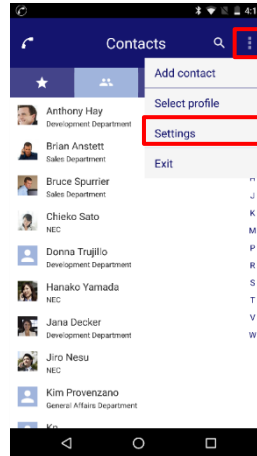 4:1
Contacts
Add contact
Select profile
Settings
Exit
Anthony Hay
Development Department
Brian Anstett
Sales Department
Bruce Spurrier
Sales Department
Chieko Sato
NEC
Donna Trujillo
Development Department
Hanako Yamada
NEC
Jana Decker
Development Department
Jiro Nesu
NEC
Kim Provenzano
General Affairs Department
J
K
M
P
R
S
T
V
W